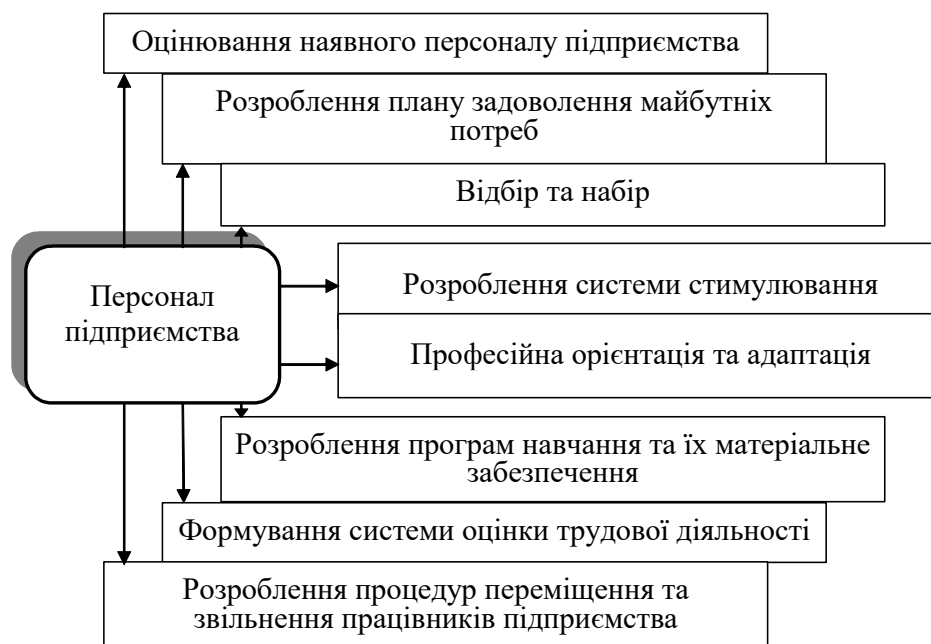 Оцінювання наявного персоналу підприємства
Розроблення плану задоволення майбутніх
потреб
Відбір та набір
Розроблення системи стимулювання
Персонал
підприємства
Професійна орієнтація та адаптація
Розроблення програм навчання та їх матеріальне
забезпечення
Формування системи оцінки трудової діяльності
Розроблення процедур переміщення та
звільнення працівників підприємства